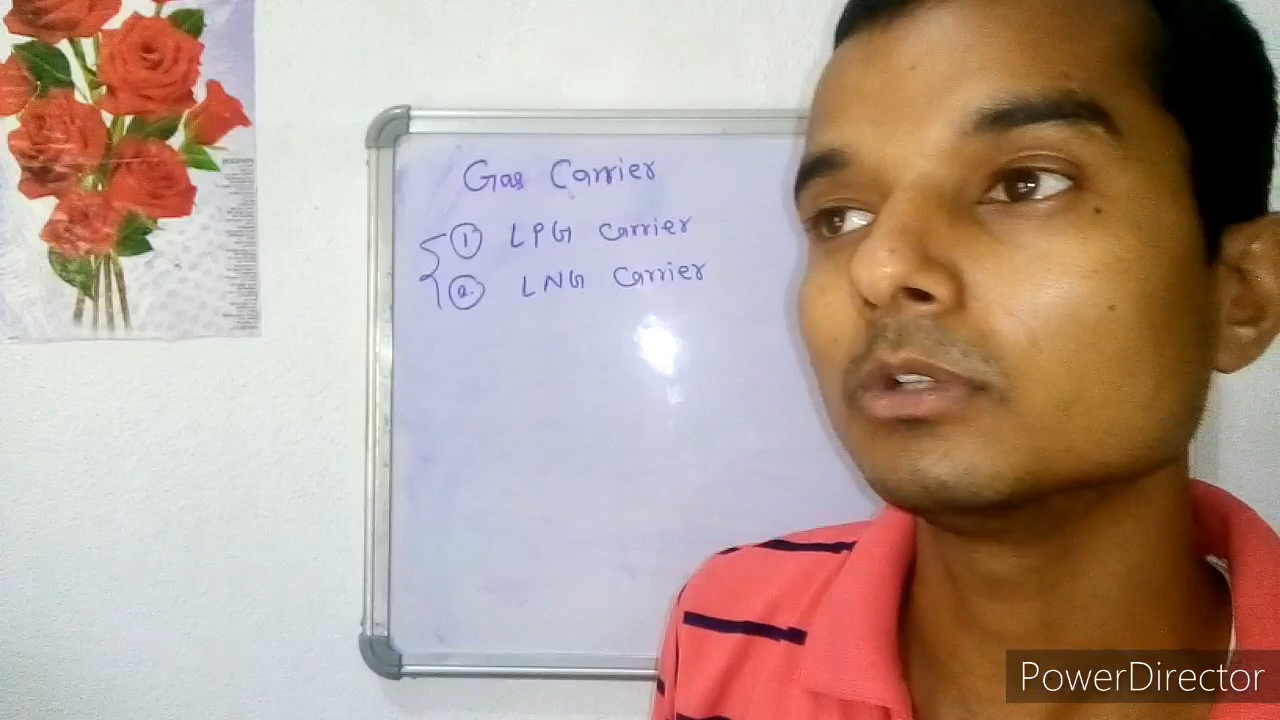 Gas Carrier
① LPG Carrier
② LNG Carrier
PowerDirector